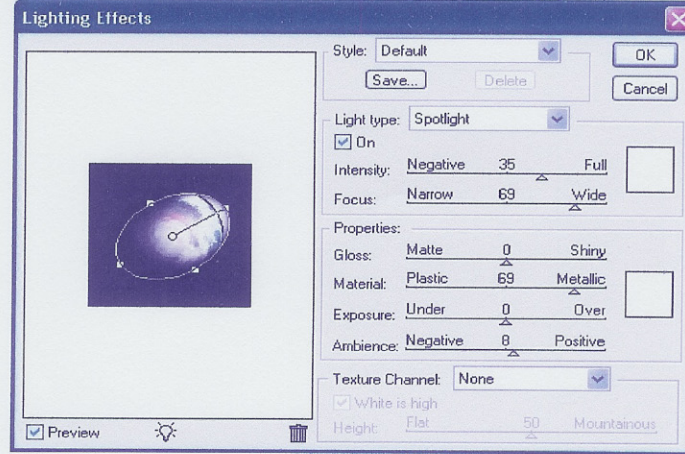 Lighting Effects
Style: Default
OK
Save... Delete
Cancel
Light type: Spotlight
On
Intensity: Negative 35 Full
Focus: Narrow 69 Wide
Properties:
Gloss: Matte 0 Shiny
Material: Plastic 69 Metallic
Exposure: Under 0 Over
Ambience: Negative 8 Positive
Texture Channel: None
White is high
Height: Flat 50 Mountainous
Preview